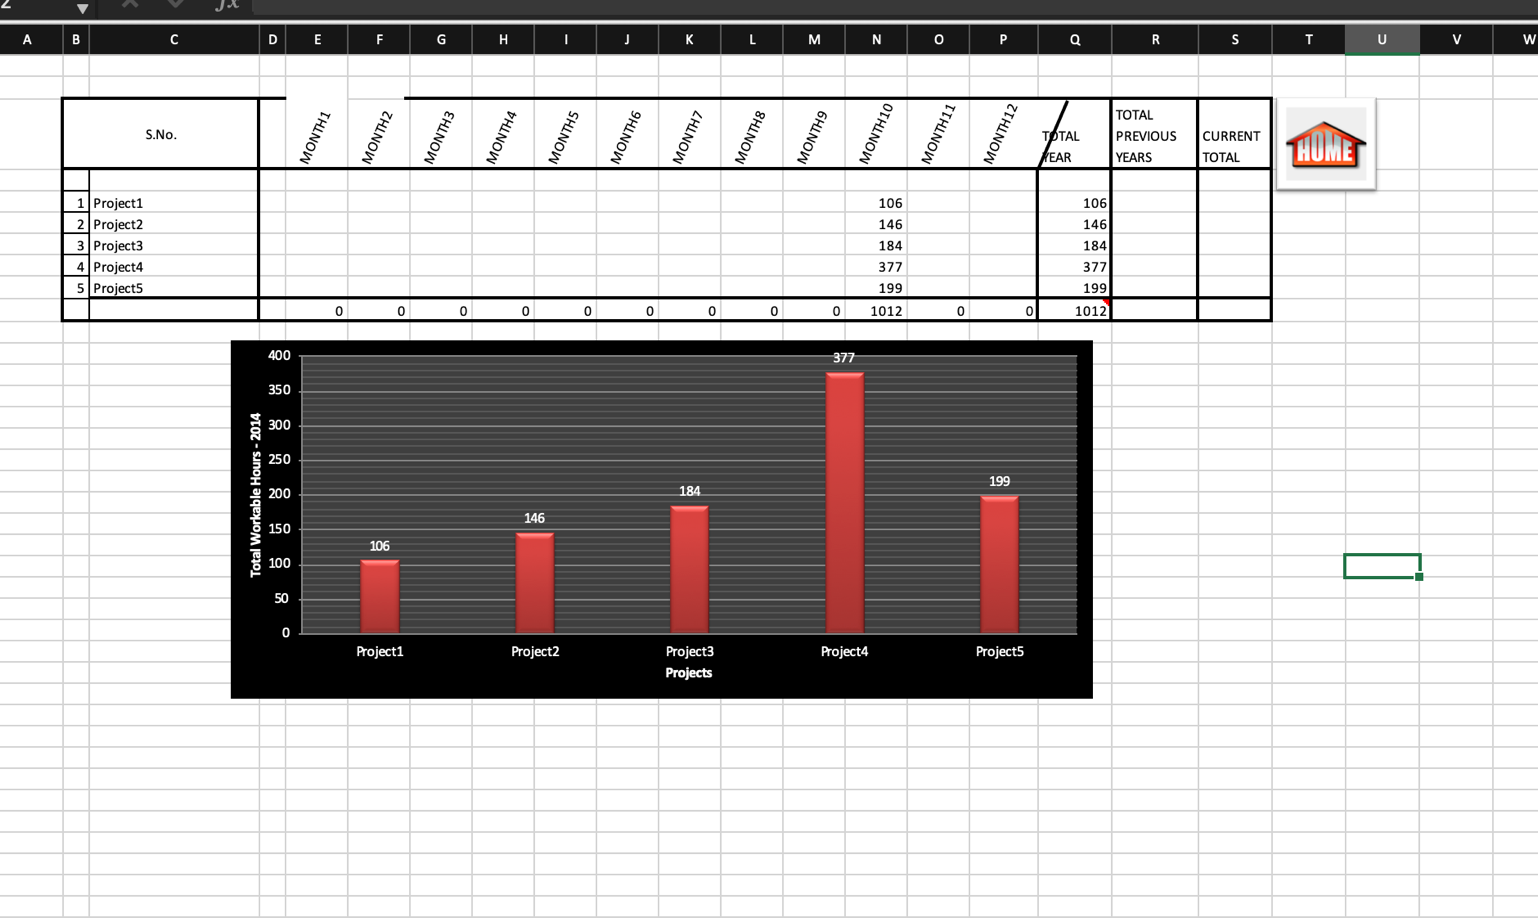 2 fx
A B C D E F G H I J K L M N O P Q R S T U V W
S.No. MONTH1 MONTH2 MONTH3 MONTH4 MONTH5 MONTH6 MONTH7 MONTH8 MONTH9 MONTH10 MONTH11 MONTH12 TOTAL YEAR TOTAL PREVIOUS YEARS CURRENT TOTAL HOME
1 Project1 106 106
2 Project2 146 146
3 Project3 184 184
4 Project4 377 377
5 Project5 199 199
0 0 0 0 0 0 0 0 0 1012 0 0 1012
Total Workable Hours - 2014
400
350
300
250
200
150
100
50
0
106 146 184 377 199
Project1 Project2 Project3 Project4 Project5
Projects